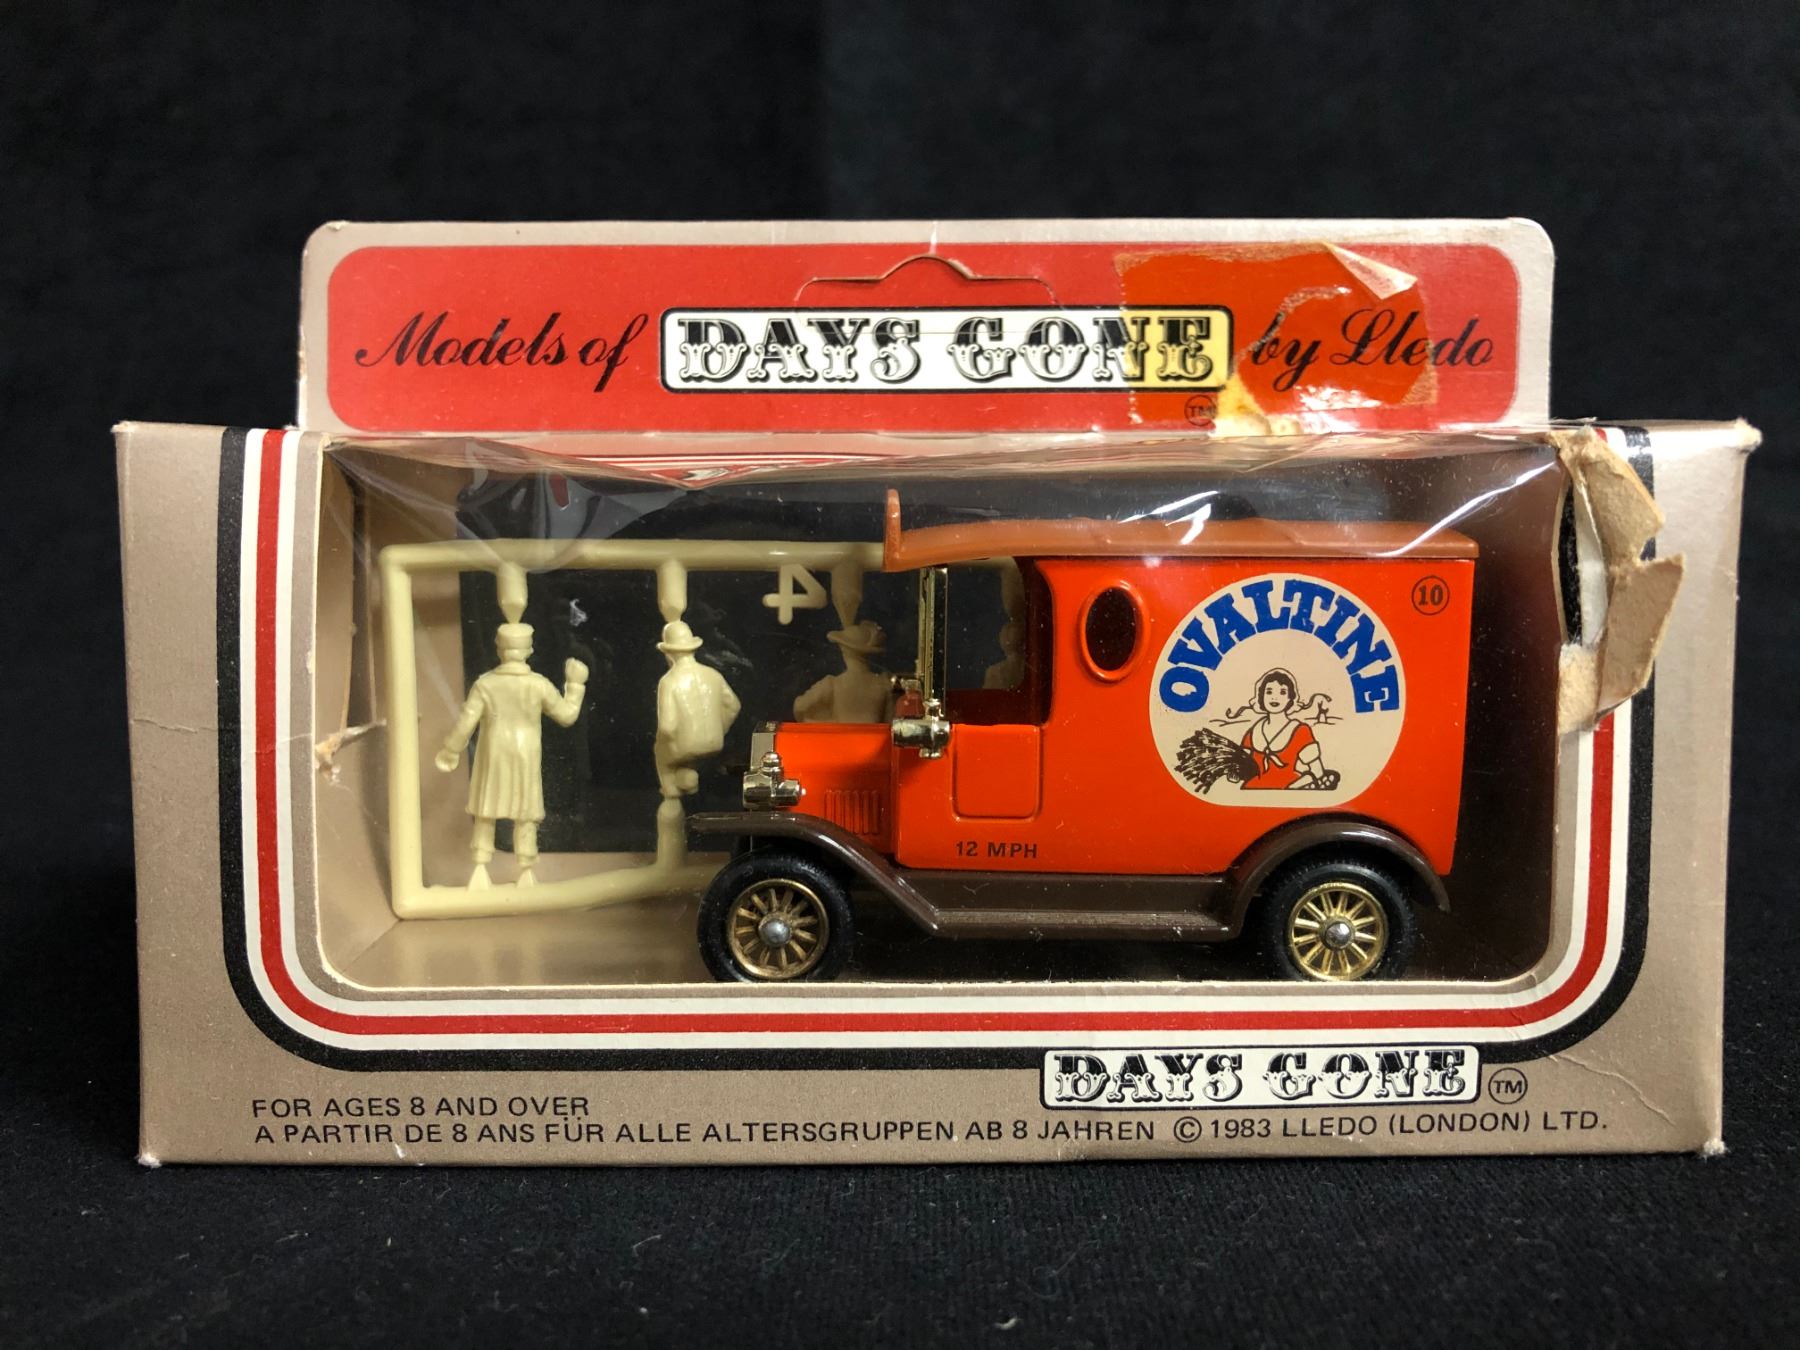 Models of DAYS GONE by Lledo
TM
4
OVALTINE
10
12 MPH
DAYS GONE TM
FOR AGES 8 AND OVER
A PARTIR DE 8 ANS FÜR ALLE ALTERSGRUPPEN AB 8 JAHREN © 1983 LLEDO (LONDON) LTD.